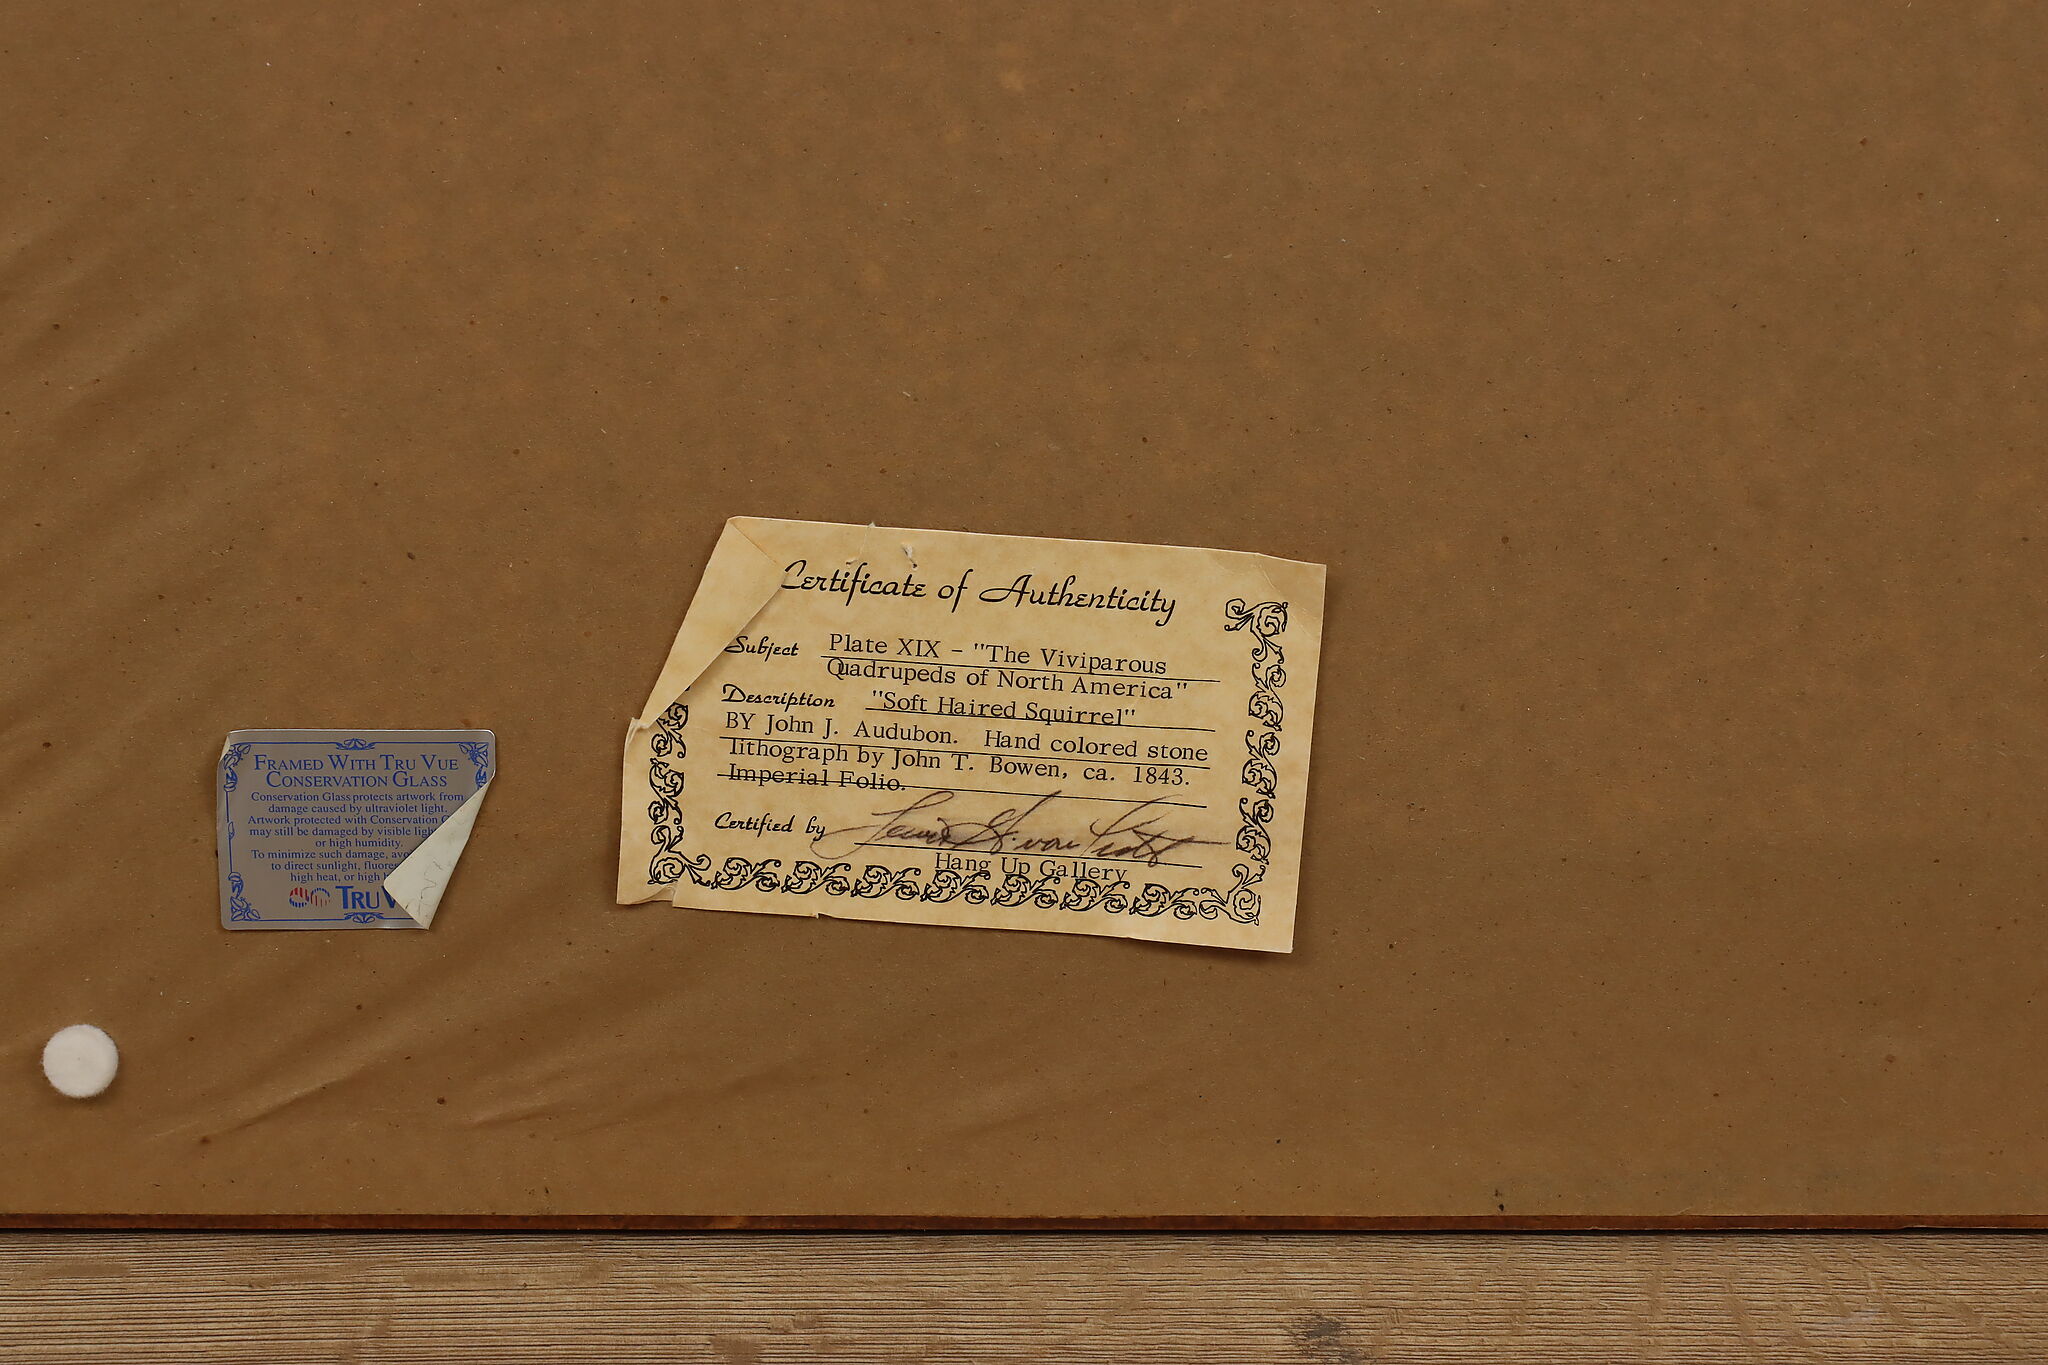 Certificate of Authenticity
Subject Plate XIX - "The Viviparous
Quadrupeds of North America"
Description "Soft Haired Squirrel"
BY John J. Audubon. Hand colored stone
lithograph by John T. Bowen, ca. 1843.
Imperial Folio.
Certified by
Hang Up Gallery
FRAMED WITH TRU VUE
CONSERVATION GLASS
Conservation Glass protects artwork from
damage caused by ultraviolet light.
Artwork protected with Conservation
may still be damaged by visible
or high humidity.
To minimize such damage,
to direct sunlight,
high heat, or high
TRU